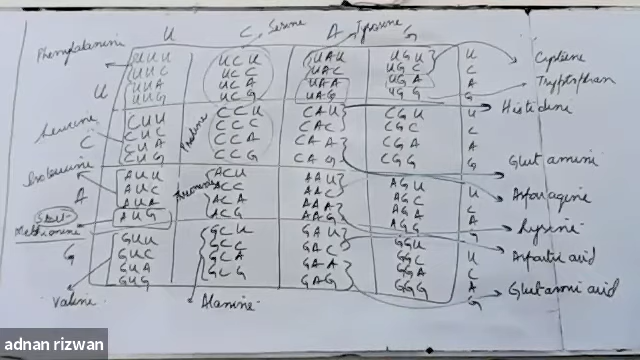 U C Serine A Tyrosine G
Phenylalanine UUU UCU UAU UGU U Cysteine
UUC UCC UAC UGC C
UUA UCA UAA UGA A Tryptophan
U UUG UCG UAG UGG G
Histidine
Leucine CUU CCU CAU CGU U
C CUC Proline CCC CAC CGC C
CUA CCA CAA CGA A
CUG CCG CAG CGG G Glutamine
Isoleucine AUU ACU AAU AGU U
A AUC Threonine ACC AAC AGC C Asparagine
AUA ACA AAA AGA A
Methionine AUG ACG AAG AGG G Lysine
G GUU GCU GAU GGU U Aspartic acid
GUC GCC GAC GGC C
GUA GCA GAA GGA A
GUG GCG GAG GGG G Glutamic acid
Valine Alanine
adnan rizwan